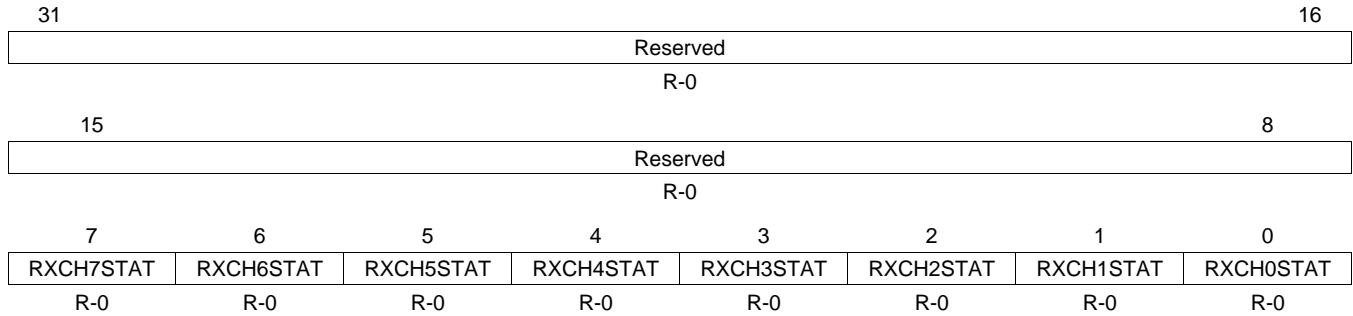 31 16
Reserved
R-0
15 8
Reserved
R-0
7 6 5 4 3 2 1 0
RXCH7STAT RXCH6STAT RXCH5STAT RXCH4STAT RXCH3STAT RXCH2STAT RXCH1STAT RXCH0STAT
R-0 R-0 R-0 R-0 R-0 R-0 R-0 R-0